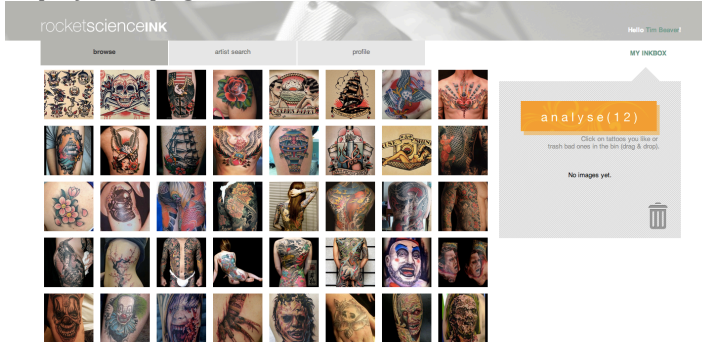 rocketscienceINK
Hello Tim Beaver!
browse
artist search
profile
MY INKBOX
analyse(12)
Click on tattoos you like or
trash bad ones in the bin (drag & drop).
No images yet.